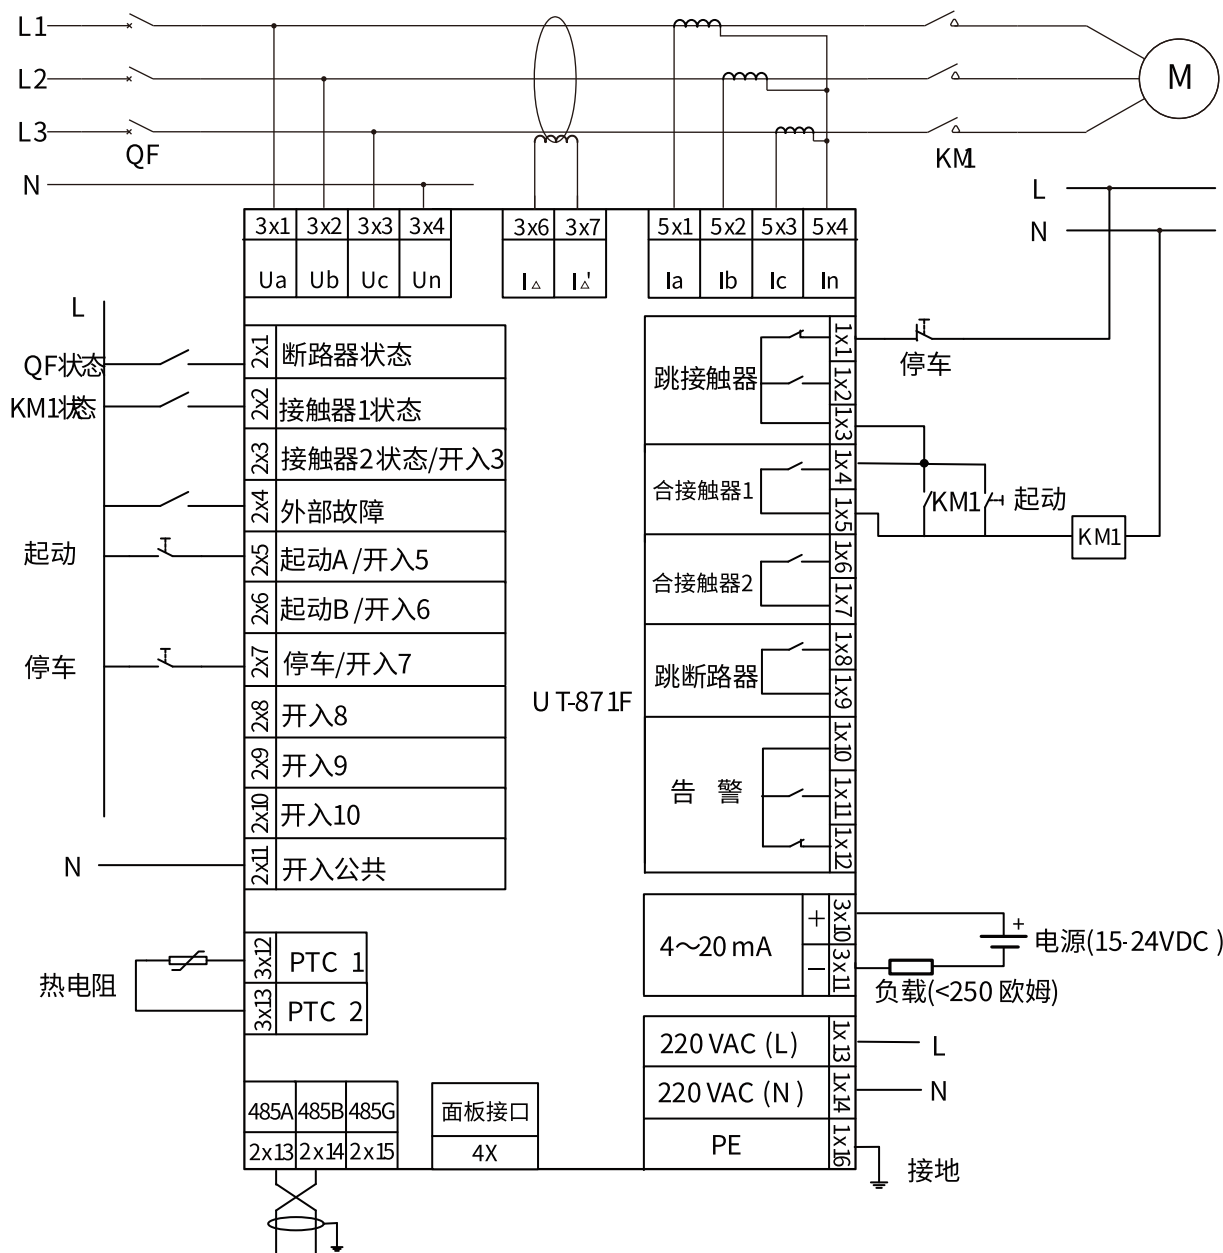 L1
L2
L3
QF
N
KM1
M
L
N
3x1 3x2 3x3 3x4 3x6 3x7 5x1 5x2 5x3 5x4
Ua Ub Uc Un I△ I△' Ia Ib Ic In
L
QF状态
2x1 断路器状态
KM1状态
2x2 接触器1状态
2x3 接触器2状态/开入3
2x4 外部故障
起动
2x5 起动A/开入5
2x6 起动B/开入6
停车
2x7 停车/开入7
2x8 开入8
2x9 开入9
2x10 开入10
N
2x11 开入公共
UT-871F
跳接触器
1x1
1x2
1x3
停车
合接触器1
1x4
1x5
KM1
起动
KM1
合接触器2
1x6
1x7
跳断路器
1x8
1x9
告 警
1x10
1x11
1x12
4～20mA
+ 3x10
− 3x11
+
电源(15-24VDC)
负载(<250欧姆)
热电阻
3x12 PTC 1
3x13 PTC 2
220VAC(L) 1x13 L
220VAC(N) 1x14 N
PE 1x16
接地
485A 485B 485G
2x13 2x14 2x15
面板接口
4X